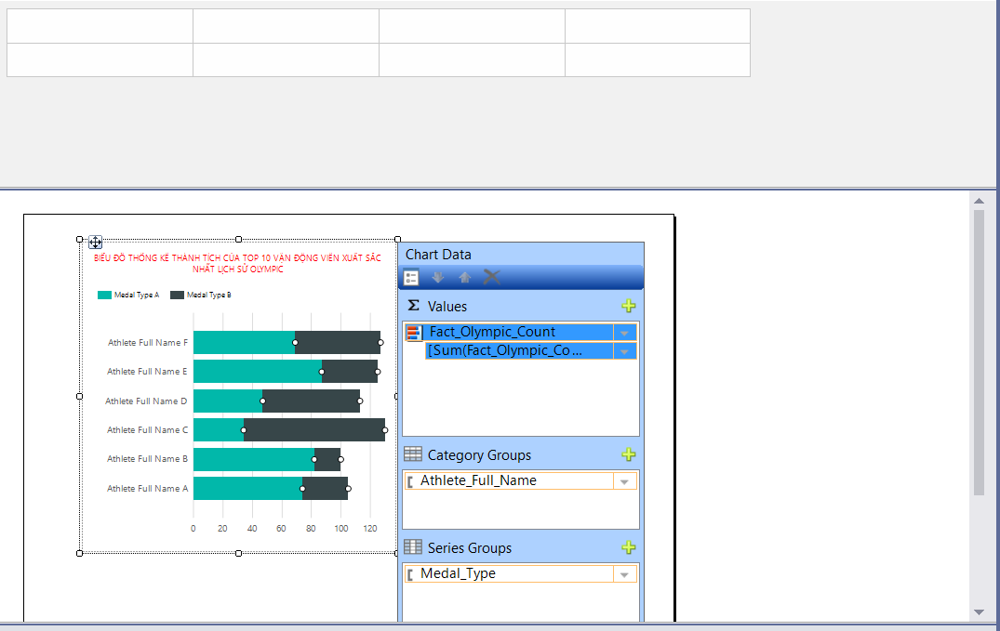 BIỂU ĐỒ THỐNG KÊ THÀNH TÍCH CỦA TOP 10 VẬN ĐỘNG VIÊN XUẤT SẮC
NHẤT LỊCH SỬ OLYMPIC
Medal Type A Medal Type B
Athlete Full Name F
Athlete Full Name E
Athlete Full Name D
Athlete Full Name C
Athlete Full Name B
Athlete Full Name A
0 20 40 60 80 100 120
Chart Data
Σ Values
Fact_Olympic_Count
[Sum(Fact_Olympic_Co...
Category Groups
Athlete_Full_Name
Series Groups
Medal_Type